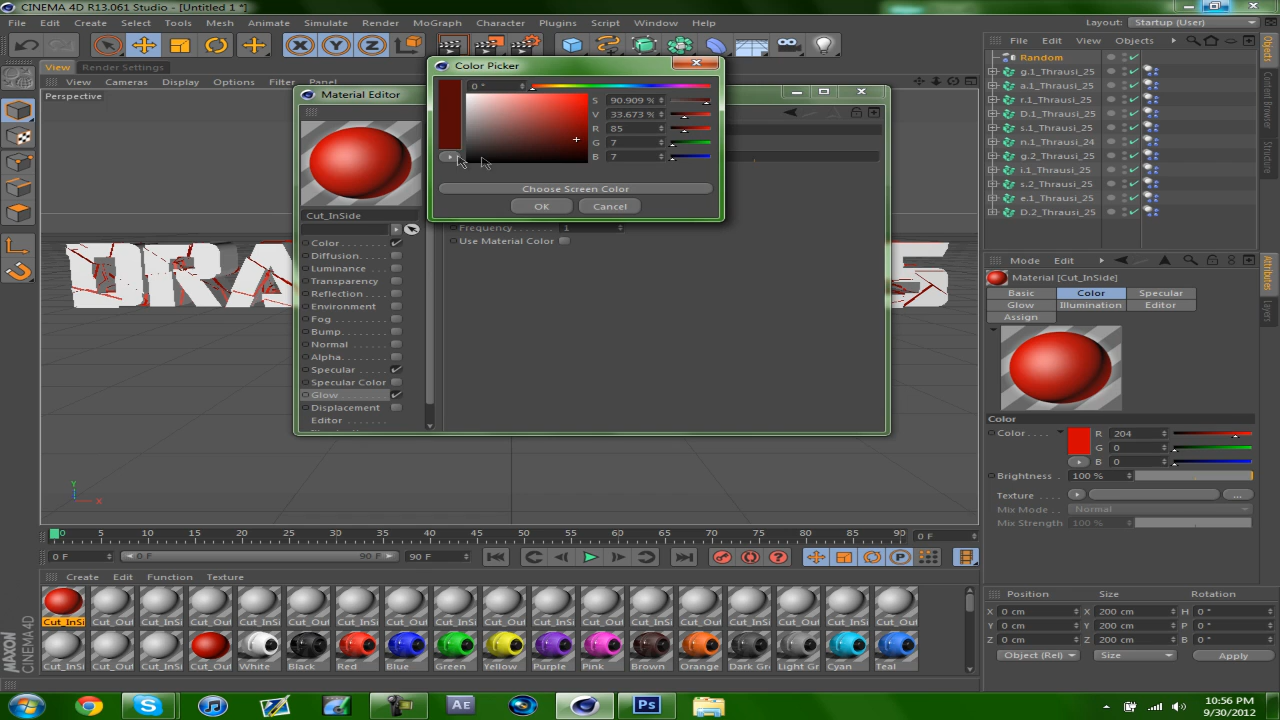 CINEMA 4D R13.061 Studio - [Untitled 1 *]
File Edit Create Select Tools Mesh Animate Simulate Render MoGraph Character Plugins Script Window Help
Layout: Startup (User)
View Render Settings
View Cameras Display Options Filter Panel
Perspective
Color Picker
0 °
S 90.909 %
V 33.673 %
R 85
G 7
B 7
Choose Screen Color
OK Cancel
Material Editor
Cut_InSide
Color
Diffusion
Luminance
Transparency
Reflection
Environment
Fog
Bump
Normal
Alpha
Specular
Specular Color
Glow
Displacement
Editor
Frequency 1
Use Material Color
DRA
S
Y
X
File Edit View Objects
Random
g.1_Thrausi_25
a.1_Thrausi_25
r.1_Thrausi_25
D.1_Thrausi_25
s.1_Thrausi_25
n.1_Thrausi_24
g.2_Thrausi_25
i.1_Thrausi_25
s.2_Thrausi_25
e.1_Thrausi_25
D.2_Thrausi_25
Objects
Content Browser
Structure
Mode Edit
Material [Cut_InSide]
Basic Color Specular
Glow Illumination Editor
Assign
Attributes
Layers
Color
Color R 204
G 0
B 0
Brightness 100 %
Texture ...
Mix Mode Normal
Mix Strength 100 %
0 5 10 15 20 25 30 35 40 45 50 55 60 65 70 75 80 85 90 0 F
0 F 0 F 90 F 90 F
Create Edit Function Texture
Cut_InSi Cut_Out Cut_InSi Cut_Out Cut_InSi Cut_Out Cut_InSi Cut_Out Cut_InSi Cut_Out Cut_InSi Cut_Out Cut_InSi Cut_Out Cut_InSi Cut_Out Cut_InSi Cut_Out
Cut_InSi Cut_Out Cut_InSi Cut_Out White Black Red Blue Green Yellow Purple Pink Brown Orange Dark Gr Light Gr Cyan Teal
MAXON
CINEMA 4D
Position Size Rotation
X 0 cm X 200 cm H 0 °
Y 0 cm Y 200 cm P 0 °
Z 0 cm Z 200 cm B 0 °
Object (Rel) Size Apply
Ae
Ps
10:56 PM
9/30/2012